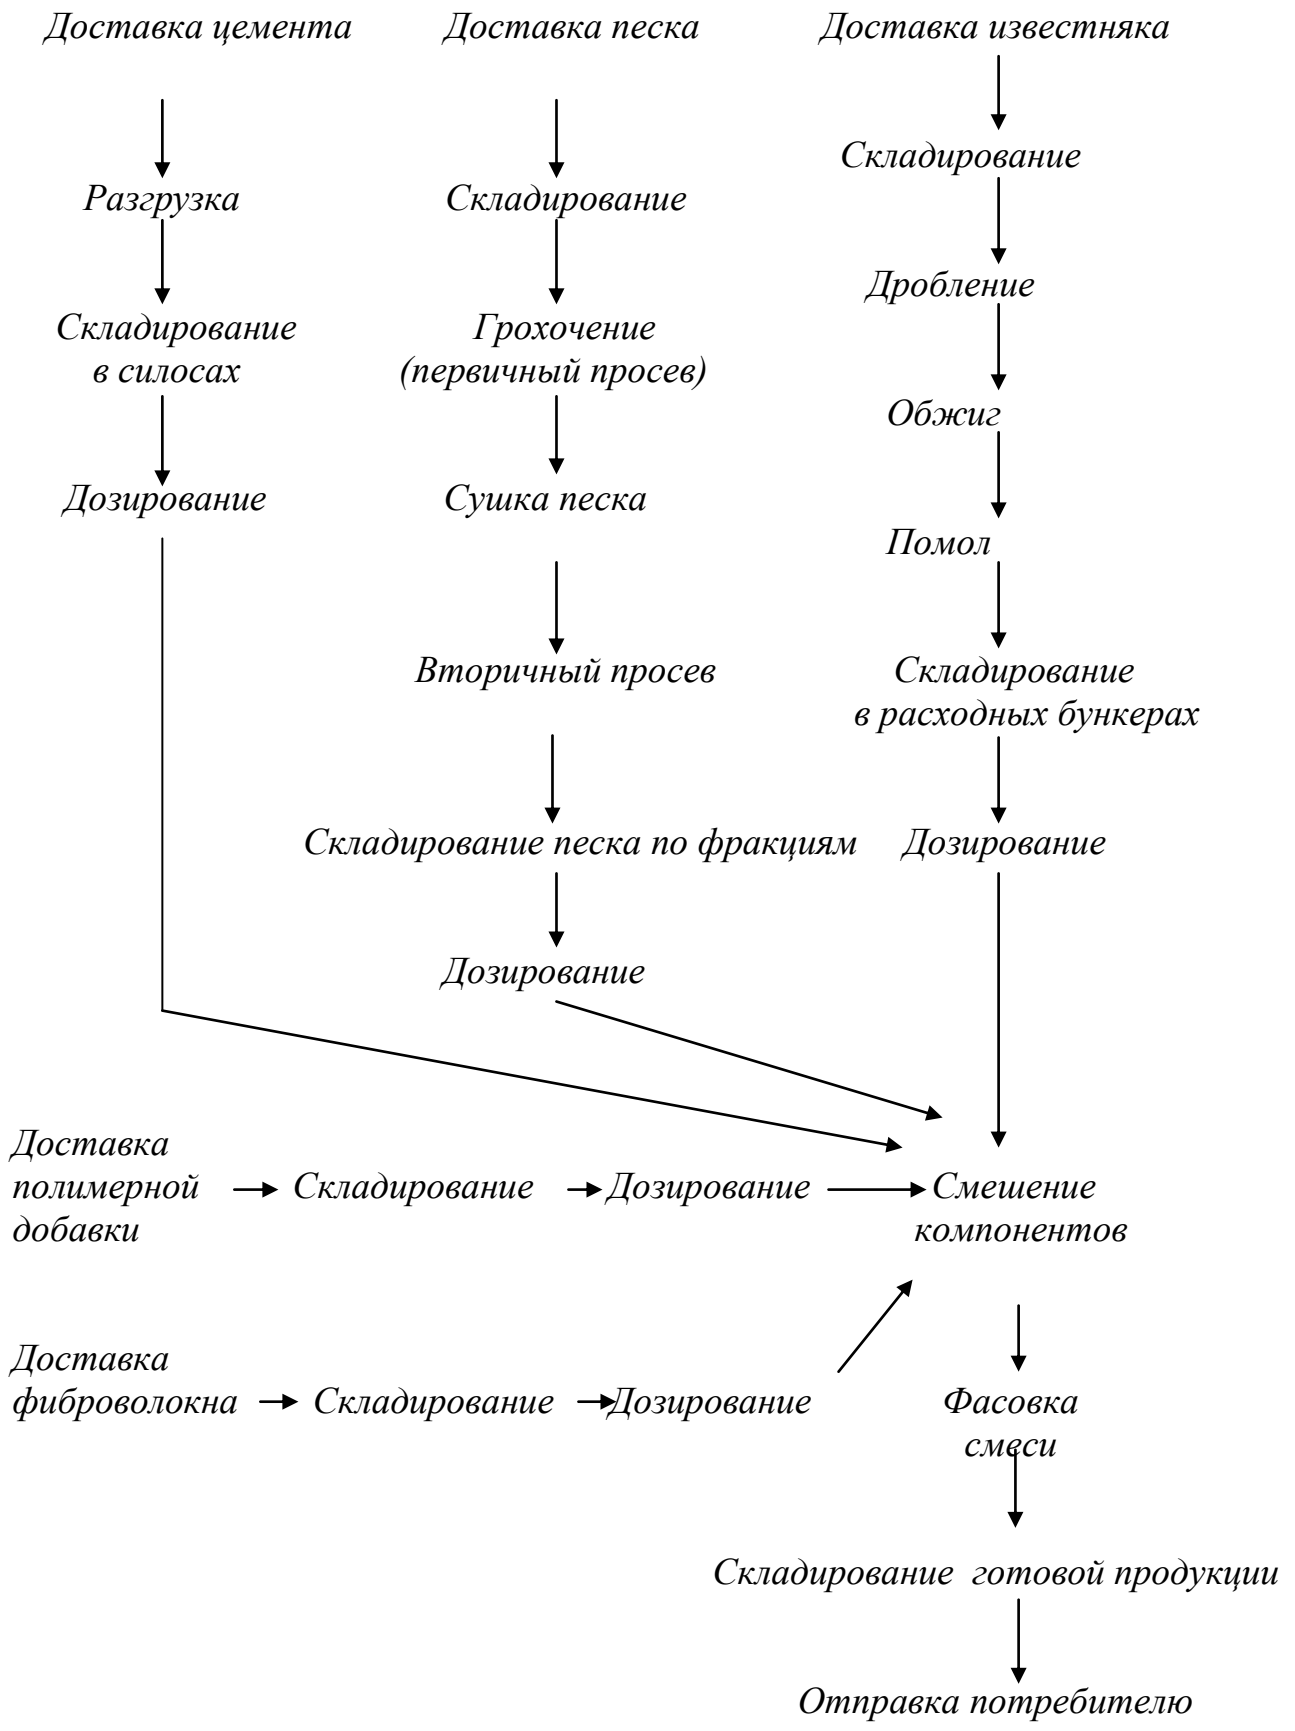 Доставка цемента
Доставка песка
Доставка известняка
Складирование
Разгрузка
Складирование
Дробление
Складирование
в силосах
Грохочение
(первичный просев)
Обжиг
Дозирование
Сушка песка
Помол
Вторичный просев
Складирование
в расходных бункерах
Складирование песка по фракциям
Дозирование
Дозирование
Доставка
полимерной
добавки
Складирование
Дозирование
Смешение
компонентов
Доставка
фиброволокна
Складирование
Дозирование
Фасовка
смеси
Складирование готовой продукции
Отправка потребителю